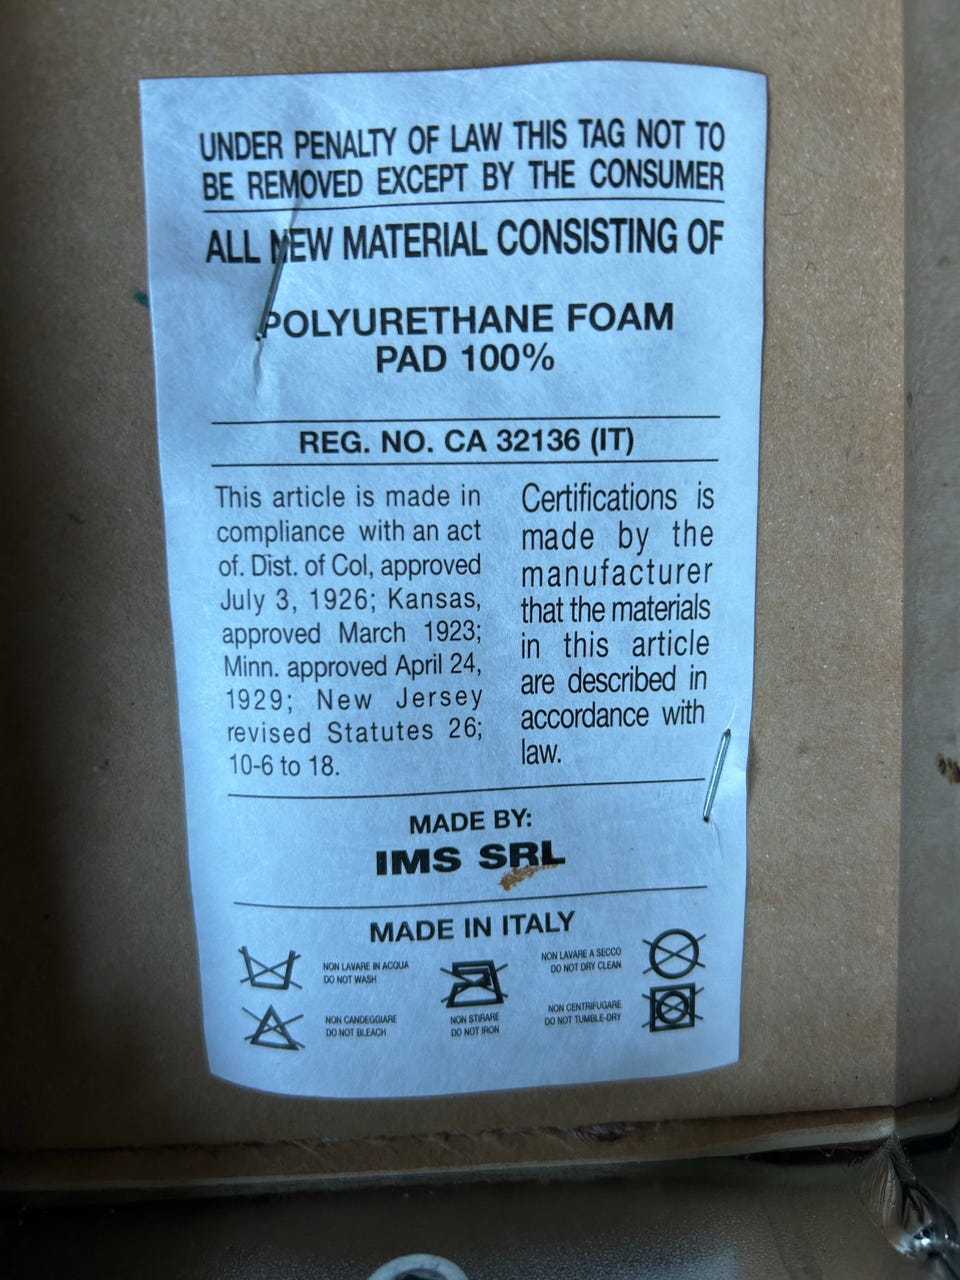 UNDER PENALTY OF LAW THIS TAG NOT TO
BE REMOVED EXCEPT BY THE CONSUMER
ALL NEW MATERIAL CONSISTING OF
POLYURETHANE FOAM
PAD 100%
REG. NO. CA 32136 (IT)
This article is made in
compliance with an act
of. Dist. of Col, approved
July 3, 1926; Kansas,
approved March 1923;
Minn. approved April 24,
1929; New Jersey
revised Statutes 26;
10-6 to 18.
Certifications is
made by the
manufacturer
that the materials
in this article
are described in
accordance with
law.
MADE BY:
IMS SRL
MADE IN ITALY
NON LAVARE IN ACQUA
DO NOT WASH
NON CANDEGGIARE
DO NOT BLEACH
NON STIRARE
DO NOT IRON
NON LAVARE A SECCO
DO NOT DRY CLEAN
NON CENTRIFUGARE
DO NOT TUMBLE-DRY